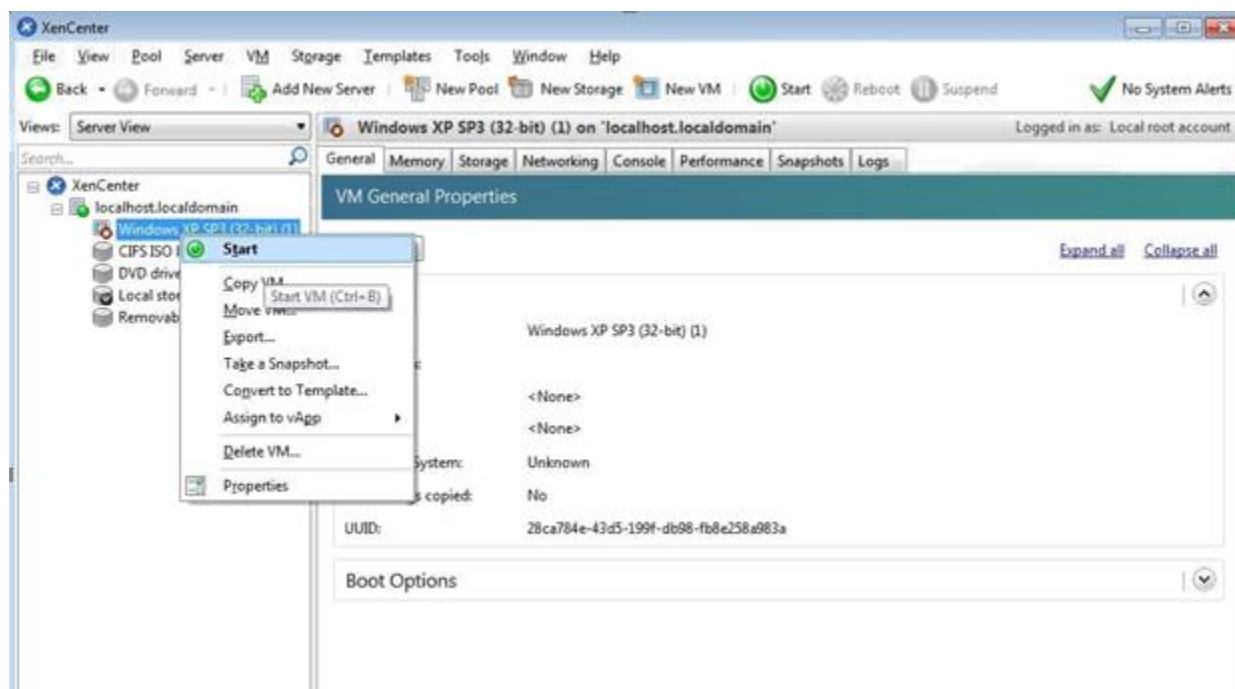 XenCenter
File View Pool Server VM Storage Templates Tools Window Help
Back Forward Add New Server New Pool New Storage New VM Start Reboot Suspend No System Alerts
Views: Server View
Windows XP SP3 (32-bit) (1) on 'localhost.localdomain' Logged in as: Local root account
Search...
General Memory Storage Networking Console Performance Snapshots Logs
XenCenter
localhost.localdomain
Windows XP SP3 (32-bit) (1)
CIFS ISO
DVD drive
Local stor
Removab
VM General Properties
Expand all Collapse all
Start
Copy VM...
Start VM (Ctrl+B)
Move VM...
Export...
Take a Snapshot...
Convert to Template...
Assign to vApp
Delete VM...
Properties
Windows XP SP3 (32-bit) (1)
<None>
<None>
System: Unknown
s copied: No
UUID: 28ca784e-43d5-199f-db98-fb8e258a983a
Boot Options